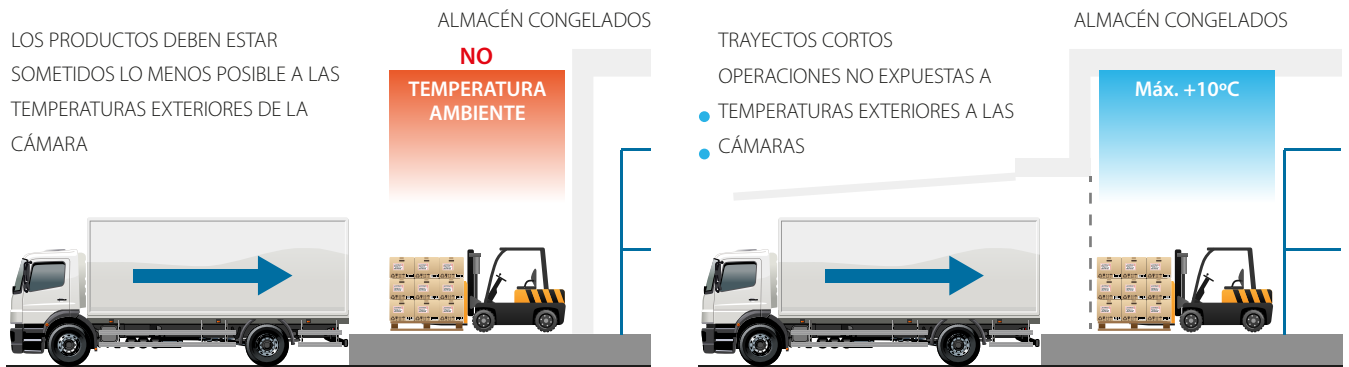 ALMACÉN CONGELADOS
LOS PRODUCTOS DEBEN ESTAR
SOMETIDOS LO MENOS POSIBLE A LAS
TEMPERATURAS EXTERIORES DE LA
CÁMARA
NO
TEMPERATURA
AMBIENTE
ALMACÉN CONGELADOS
TRAYECTOS CORTOS
OPERACIONES NO EXPUESTAS A
TEMPERATURAS EXTERIORES A LAS
CÁMARAS
Máx. +10ºC